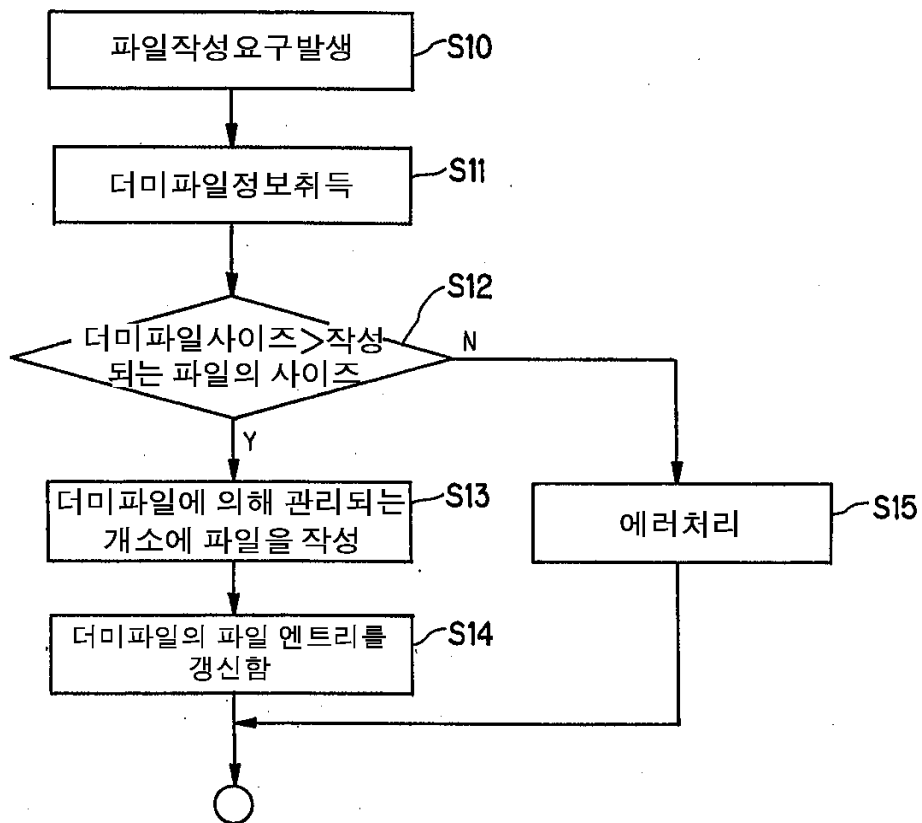 파일작성요구발생
S10
더미파일정보취득
S11
S12
더미파일사이즈>작성
되는 파일의 사이즈
N
Y
더미파일에 의해 관리되는
개소에 파일을 작성
S13
에러처리
S15
더미파일의 파일 엔트리를
갱신함
S14